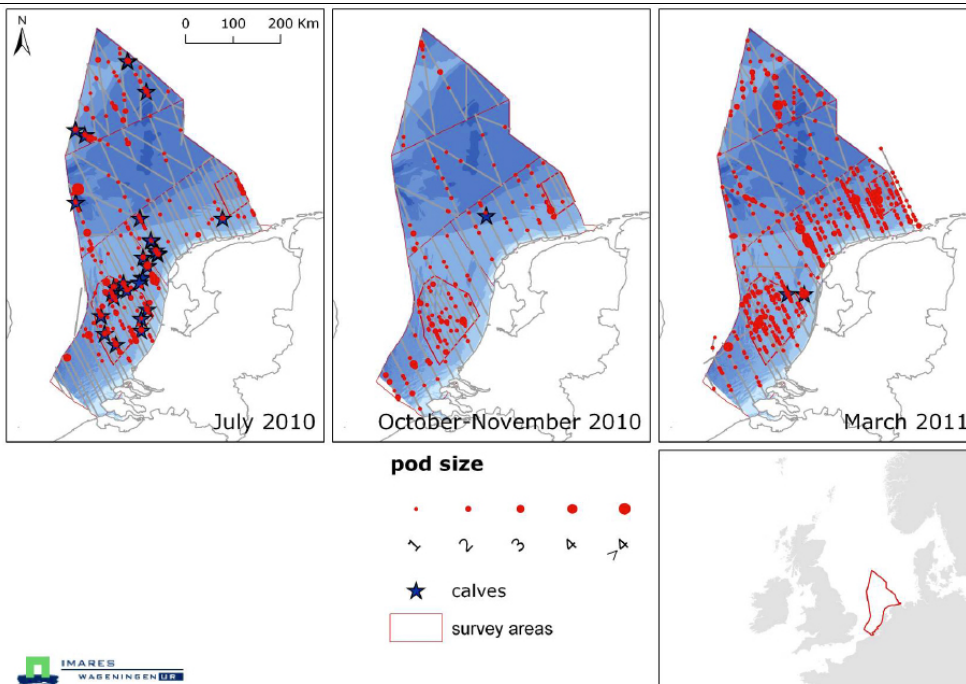 N
0 100 200 Km
July 2010
October-November 2010
March 2011
pod size
1 2 3 4 >4
calves
survey areas
IMARES
WAGENINGEN UR